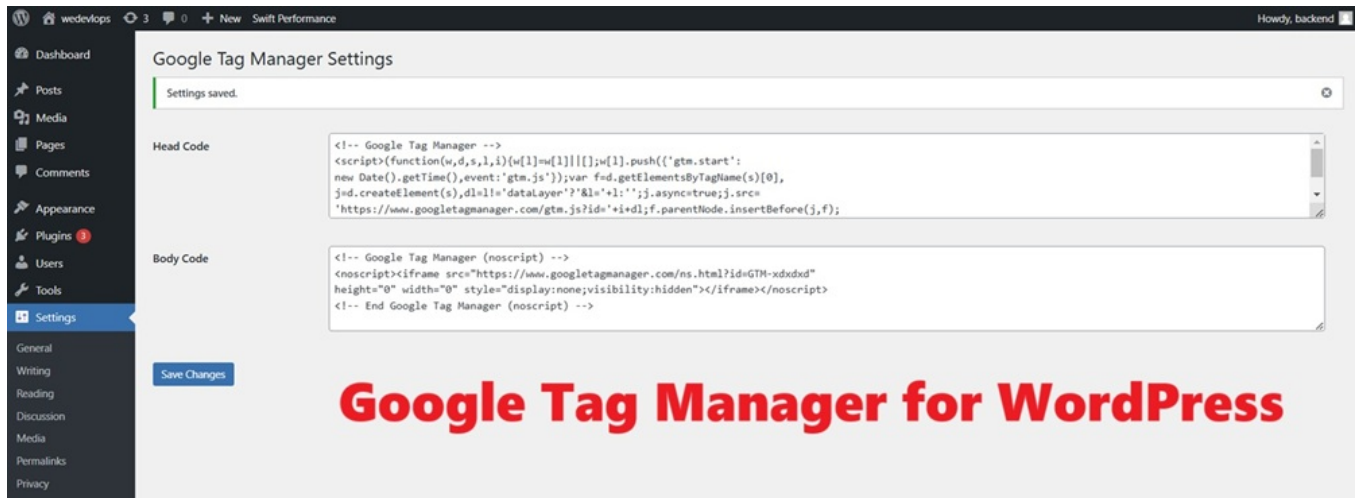 wedevlops 3 0 + New Swift Performance Howdy, backend
Dashboard
Posts
Media
Pages
Comments
Appearance
Plugins 3
Users
Tools
Settings
General
Writing
Reading
Discussion
Media
Permalinks
Privacy
Google Tag Manager Settings
Settings saved.
Head Code
<!-- Google Tag Manager -->
<script>(function(w,d,s,l,i){w[l]=w[l]||[];w[l].push(('gtm.start':
new Date().getTime(),event:'gtm.js'});var f=d.getElementsByTagName(s)[0],
j=d.createElement(s),dl=l!='dataLayer'?'&l='+l:'';j.async=true;j.src=
'https://www.googletagmanager.com/gtm.js?id='+i+dl;f.parentNode.insertBefore(j,f);
Body Code
<!-- Google Tag Manager (noscript) -->
<noscript><iframe src="https://www.googletagmanager.com/ns.html?id=GTM-xdxdxd"
height="0" width="0" style="display:none;visibility:hidden"></iframe></noscript>
<!-- End Google Tag Manager (noscript) -->
Save Changes
Google Tag Manager for WordPress